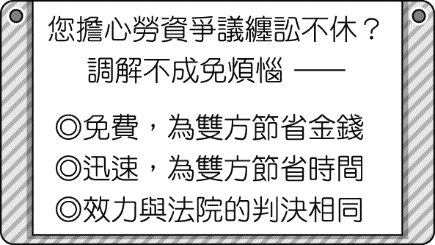 您擔心勞資爭議纏訟不休？
調解不成免煩惱 ──
◎免費，為雙方節省金錢
◎迅速，為雙方節省時間
◎效力與法院的判決相同